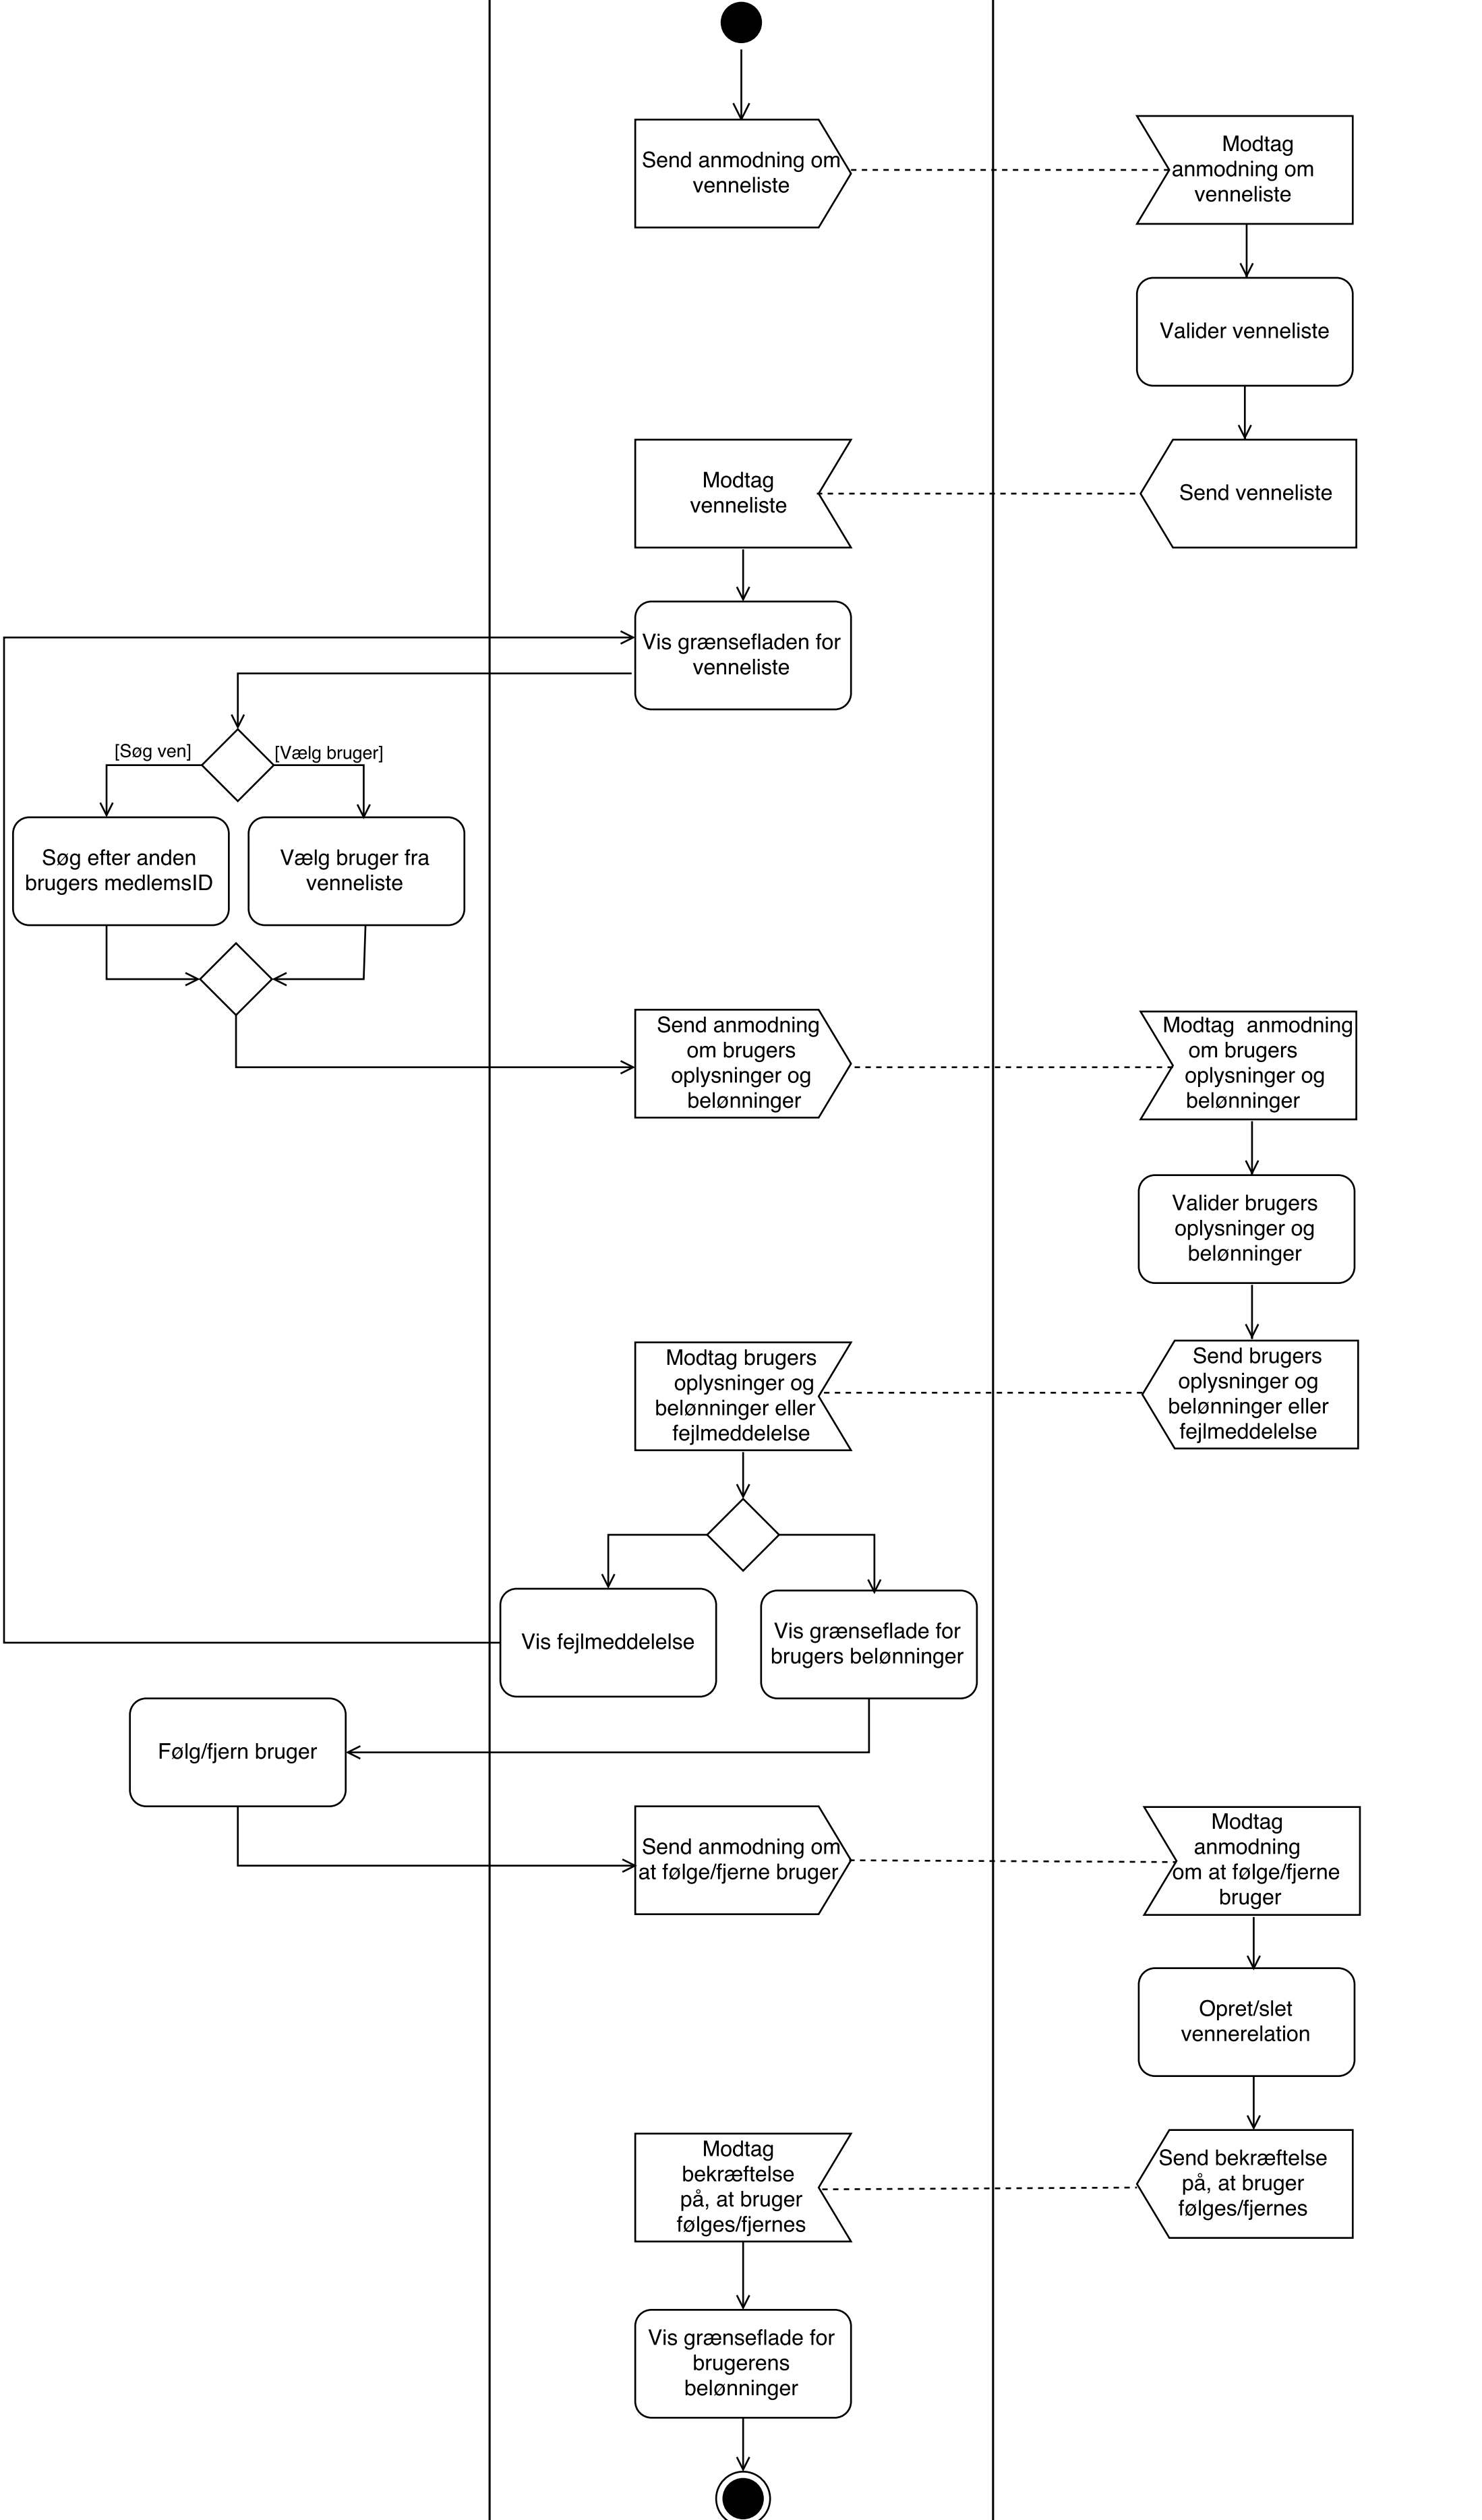 Send anmodning om
venneliste
Modtag
anmodning om
venneliste
Valider venneliste
Modtag
venneliste
Send venneliste
Vis grænsefladen for
venneliste
[Søg ven]
[Vælg bruger]
Søg efter anden
brugers medlemsID
Vælg bruger fra
venneliste
Send anmodning
om brugers
oplysninger og
belønninger
Modtag  anmodning
om brugers
oplysninger og
belønninger
Valider brugers
oplysninger og
belønninger
Modtag brugers
oplysninger og
belønninger eller
fejlmeddelelse
Send brugers
oplysninger og
belønninger eller
fejlmeddelelse
Vis fejlmeddelelse
Vis grænseflade for
brugers belønninger
Følg/fjern bruger
Send anmodning om
at følge/fjerne bruger
Modtag
anmodning
om at følge/fjerne
bruger
Opret/slet
vennerelation
Modtag
bekræftelse
på, at bruger
følges/fjernes
Send bekræftelse
på, at bruger
følges/fjernes
Vis grænseflade for
brugerens
belønninger